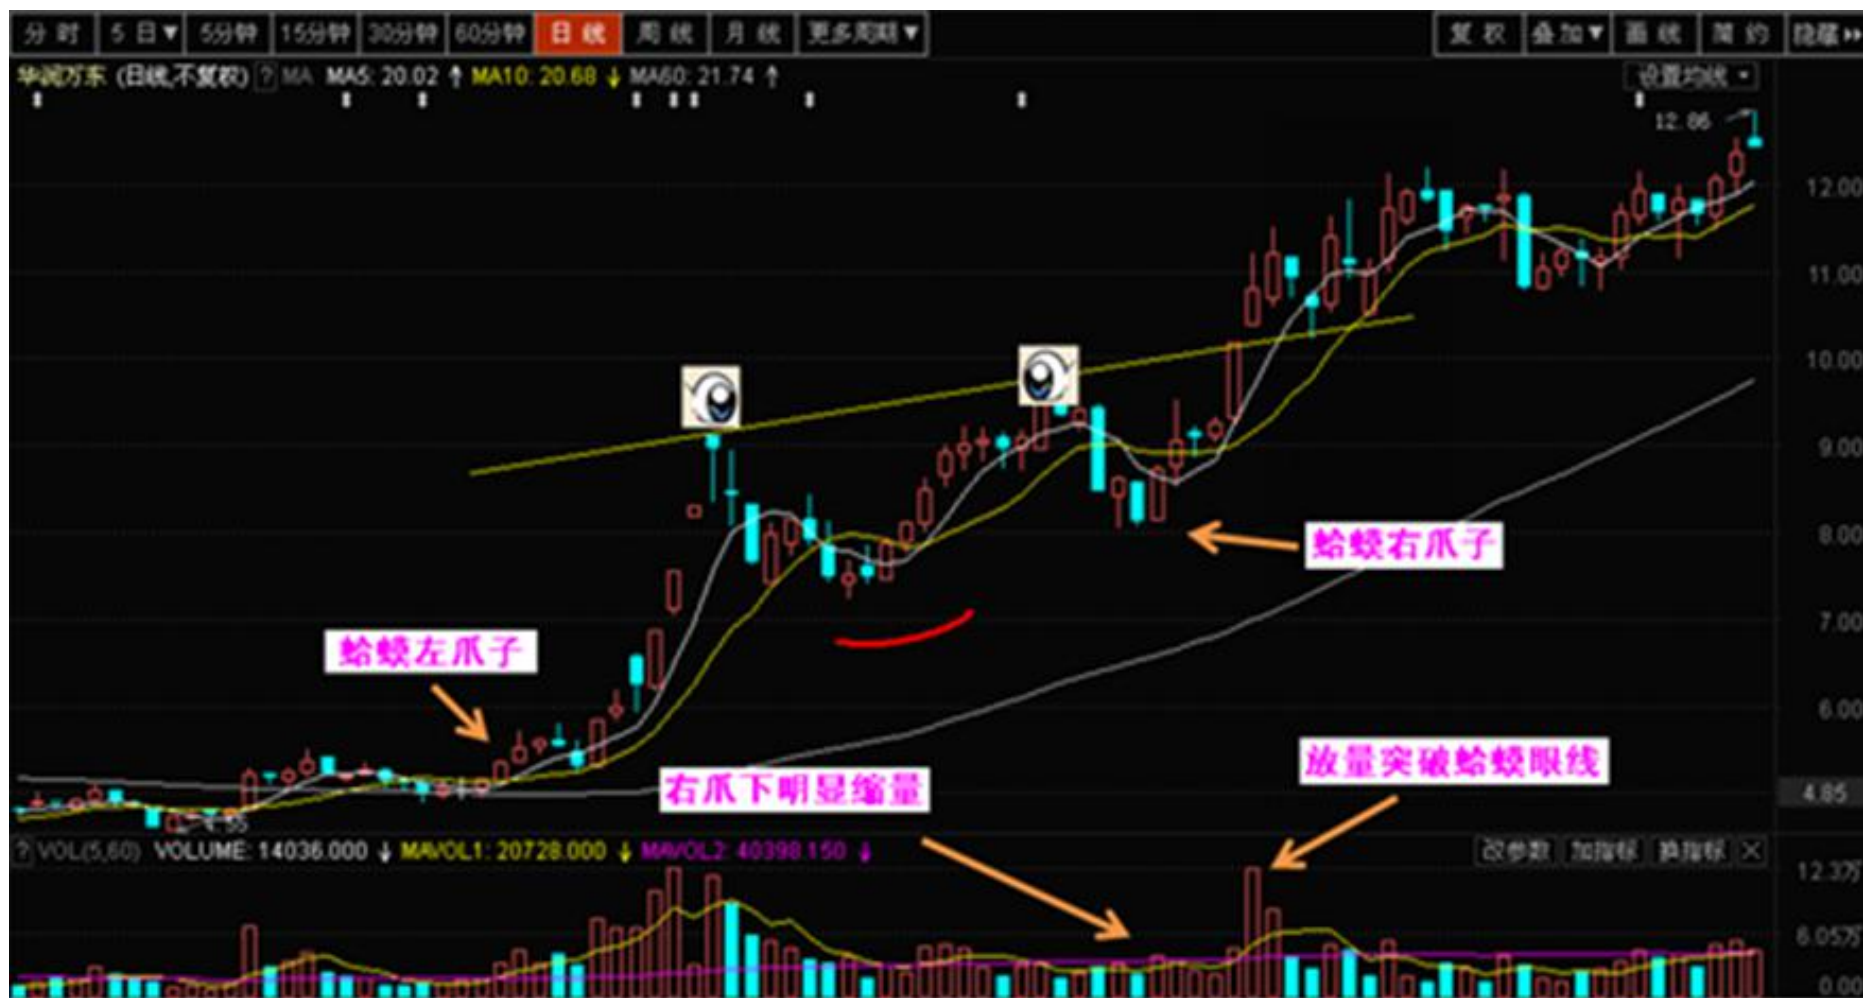 分时 5日▼ 5分钟 15分钟 30分钟 60分钟 日线 周线 月线 更多周期▼ 复权 叠加▼ 画线 简约 隐藏
华润万东 (日线,不复权) ? MA MA5: 20.02 ↑ MA10: 20.68 ↓ MA60: 21.74 ↑ 设置均线
12.86
12.00
11.00
10.00
9.00
8.00
蛤蟆右爪子
7.00
蛤蟆左爪子
6.00
放量突破蛤蟆眼线
右爪下明显缩量
4.85
? VOL(5,60) VOLUME: 14036.000 ↓ MAVOL1: 20728.000 ↓ MAVOL2: 40398.150 ↓ 改参数 加指标 换指标 ×
12.3万
6.05万
0.00